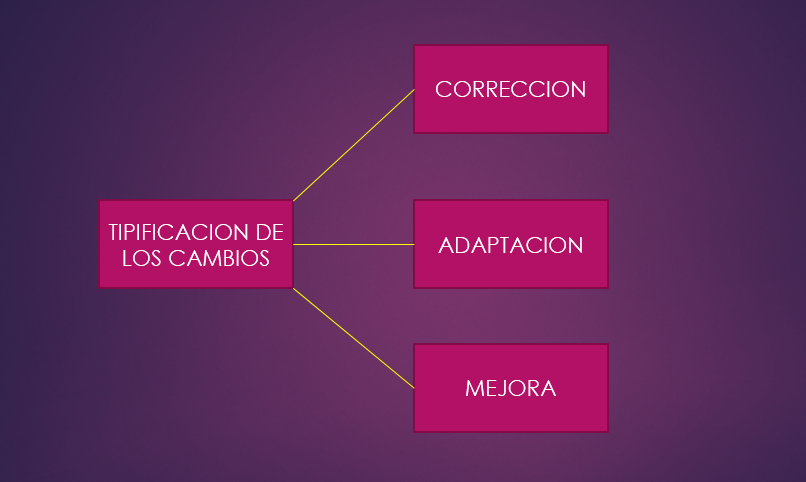 CORRECCION
TIPIFICACION DE
LOS CAMBIOS
ADAPTACION
MEJORA